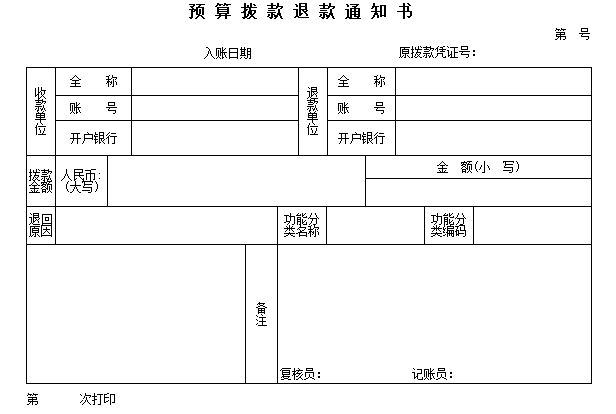 预算拨款退款通知书
第 号
入账日期 原拨款凭证号：
收款单位 全 称 退款单位 全 称
账 号 账 号
开户银行 开户银行
拨款金额 人民币：（大写） 金 额（小 写）
退回原因 功能分类名称 功能分类编码
备注
复核员： 记账员：
第 次打印